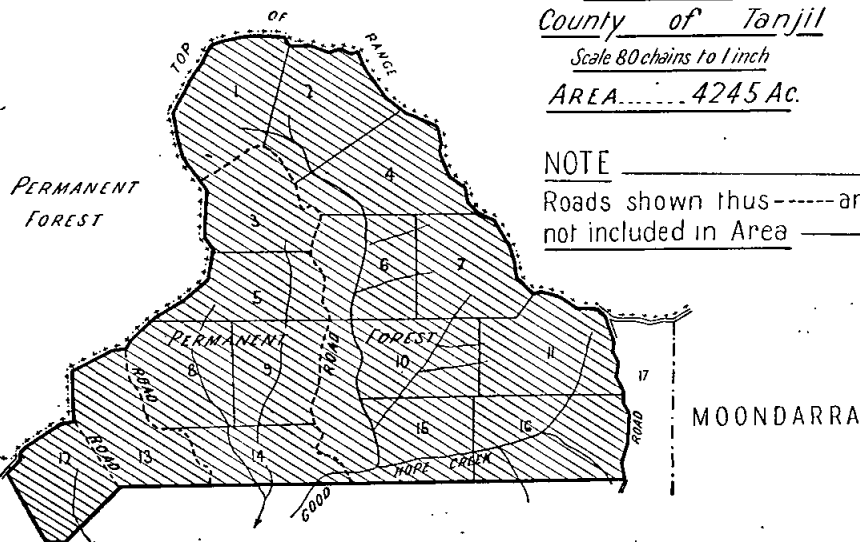 County of Tanjil
Scale 80 chains to 1 inch
AREA....... 4245 Ac.
NOTE
Roads shown thus ------ ar
not included in Area
TOP OF RANGE
PERMANENT
FOREST
1
2
3
4
5
6
7
PERMANENT FOREST
8
9
10
11
12
13
14
15
16
17
ROAD
ROAD
ROAD
ROAD
MOONDARRA
GOOD HOPE CREEK